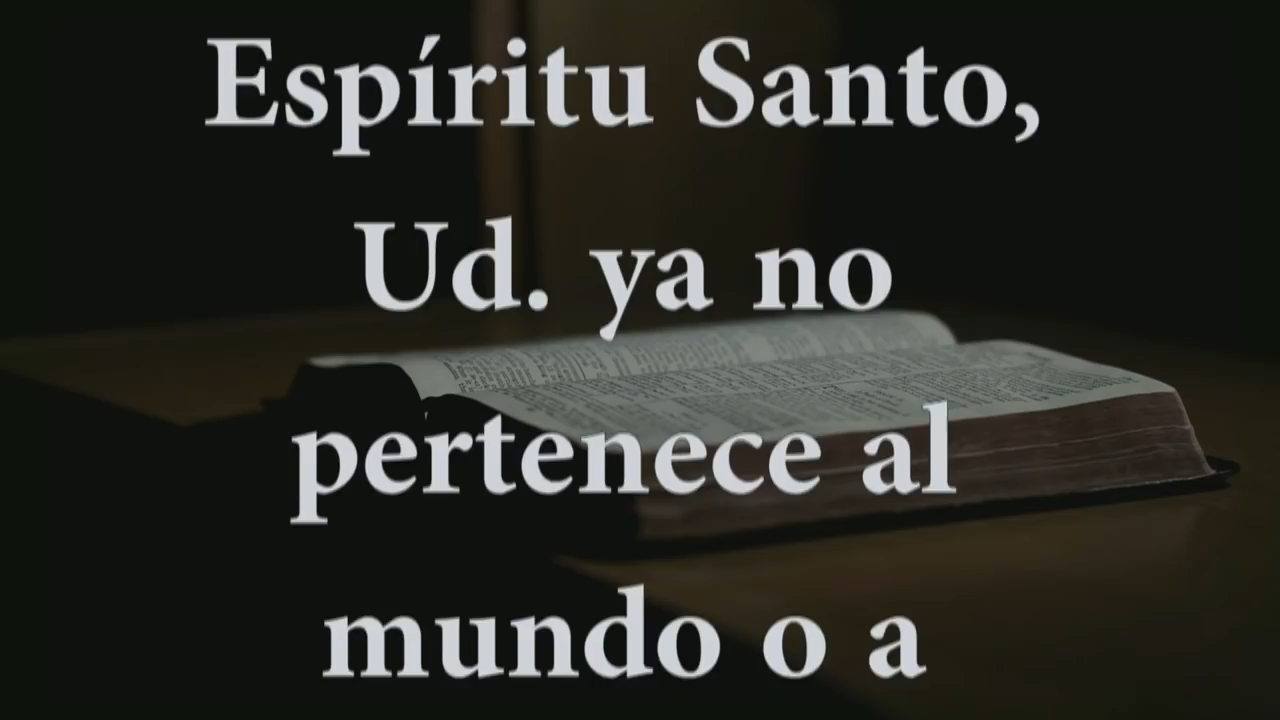 Espíritu Santo,
Ud. ya no
pertenece al
mundo o a